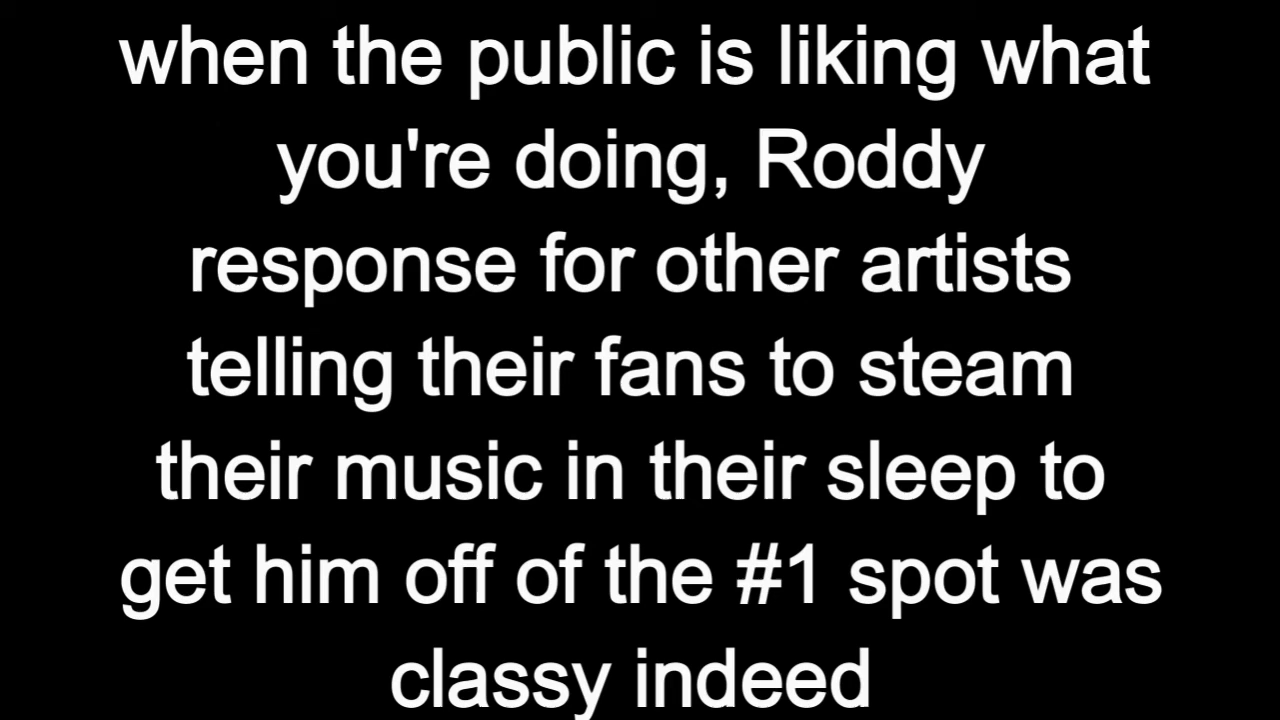 when the public is liking what
you're doing, Roddy
response for other artists
telling their fans to steam
their music in their sleep to
get him off of the #1 spot was
classy indeed